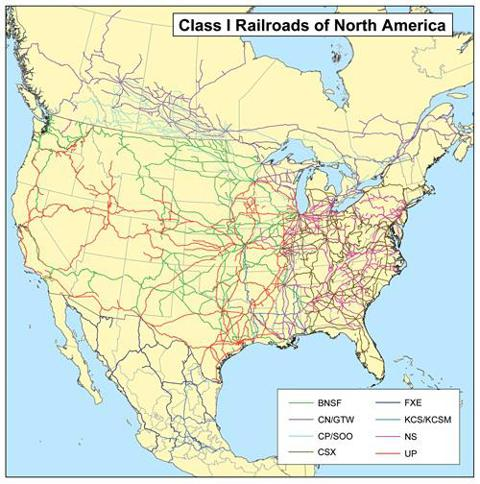 Class I Railroads of North America
BNSF
CN/GTW
CP/SOO
CSX
FXE
KCS/KCSM
NS
UP